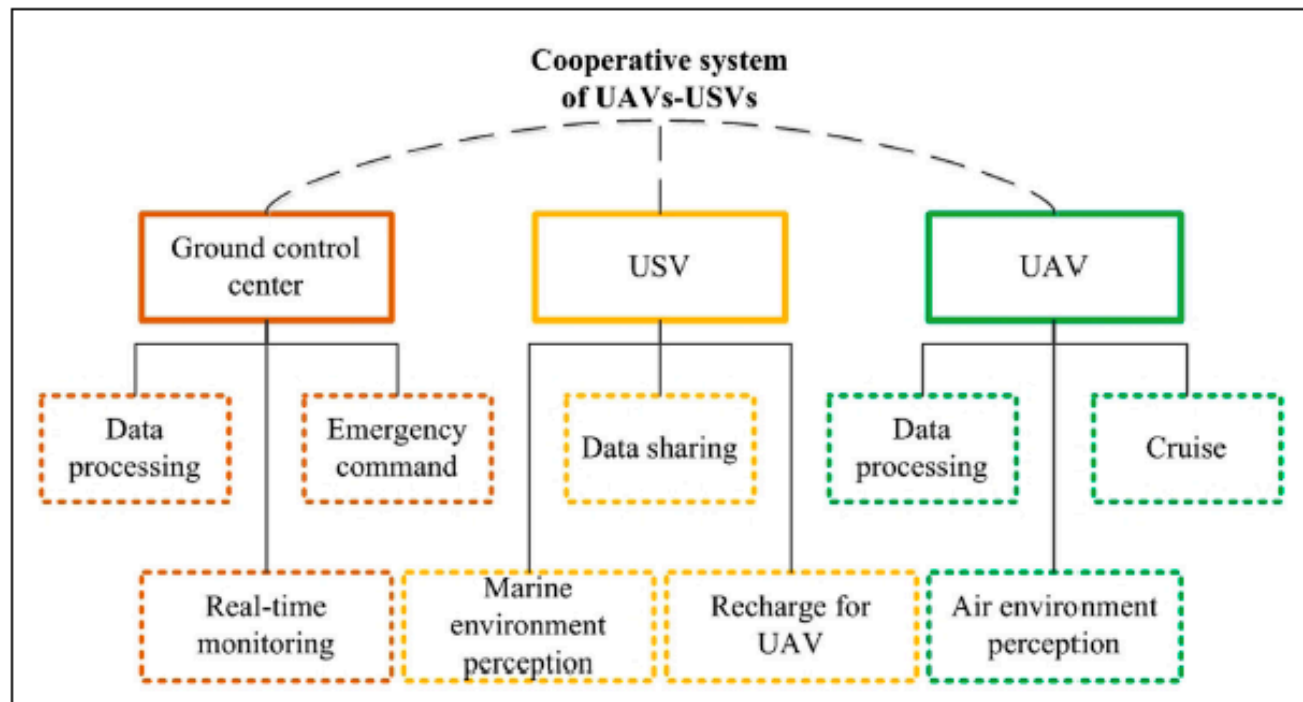 Cooperative system
of UAVs-USVs
Ground control
center
USV
UAV
Data
processing
Emergency
command
Data sharing
Data
processing
Cruise
Real-time
monitoring
Marine
environment
perception
Recharge for
UAV
Air environment
perception